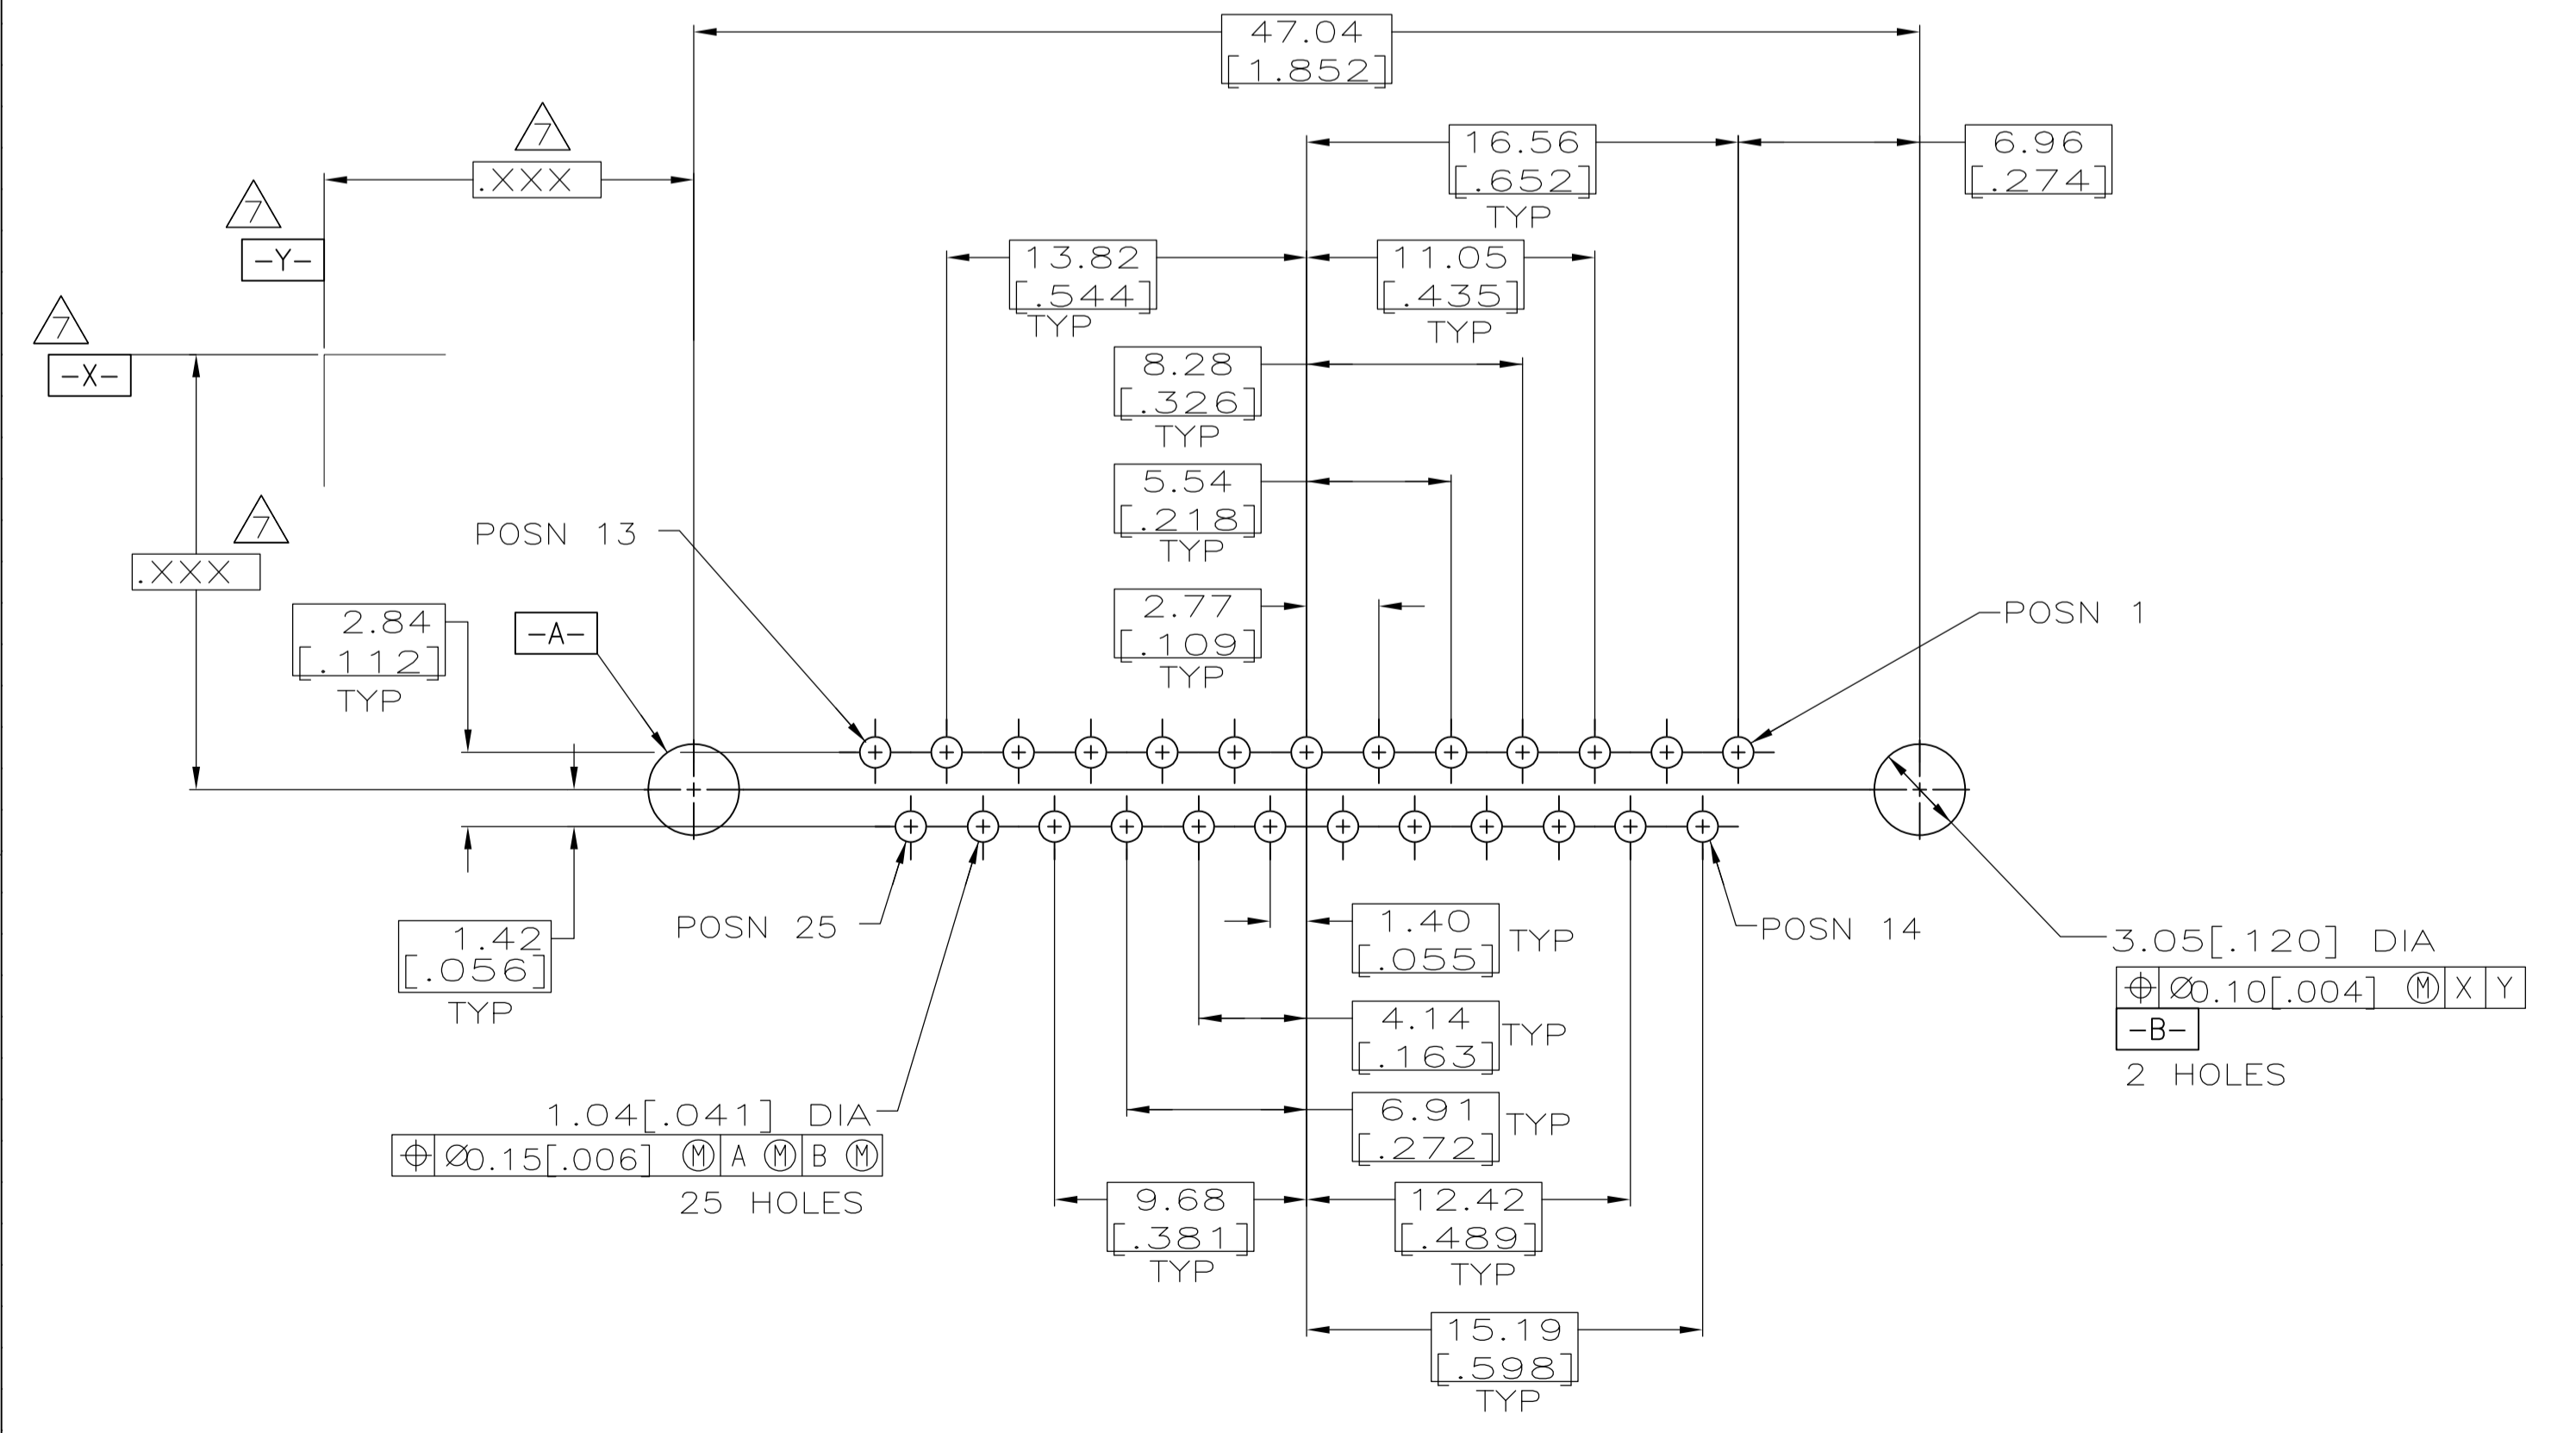 47.04
[1.852]
7
.XXX
16.56
[.652]
TYP
6.96
[.274]
7
-Y-
13.82
[.544]
TYP
11.05
[.435]
TYP
7
-X-
8.28
[.326]
TYP
5.54
[.218]
TYP
7
.XXX
POSN 13
2.77
[.109]
TYP
2.84
[.112]
TYP
-A-
POSN 1
1.42
[.056]
TYP
POSN 25
1.40
[.055]
TYP
POSN 14
3.05[.120] DIA
⌖ Ø0.10[.004] Ⓜ X Y
-B-
2 HOLES
4.14
[.163]
TYP
6.91
[.272]
TYP
1.04[.041] DIA
⌖ Ø0.15[.006] Ⓜ A Ⓜ B Ⓜ
25 HOLES
9.68
[.381]
TYP
12.42
[.489]
TYP
15.19
[.598]
TYP